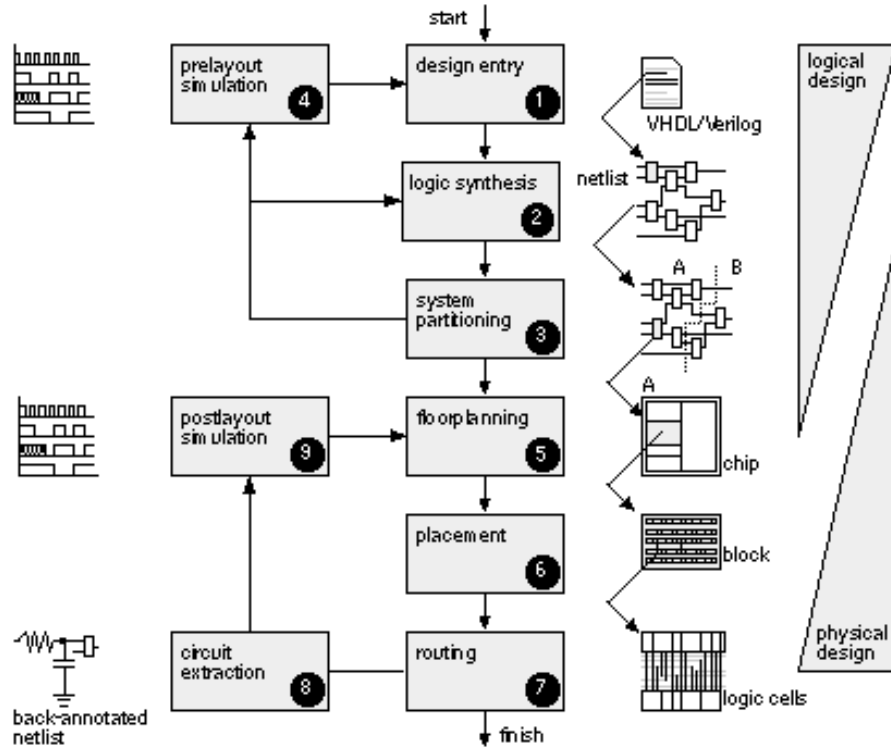 start
prelayout
simulation
4
design entry
1
VHDL/Verilog
logical
design
logic synthesis
2
netlist
system
partitioning
3
A
B
postlayout
simulation
9
floorplanning
5
A
chip
placement
6
block
circuit
extraction
8
routing
7
logic cells
physical
design
back-annotated
netlist
finish